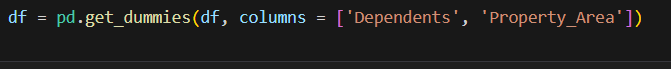 df = pd.get_dummies(df, columns = ['Dependents', 'Property_Area'])